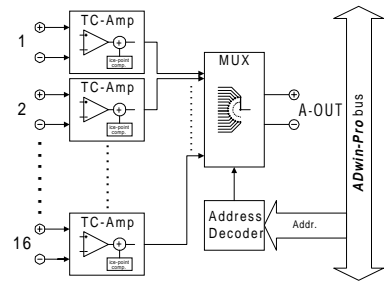 TC-Amp
1
ice-point
comp.
TC-Amp
2
ice-point
comp.
TC-Amp
16
ice-point
comp.
MUX
A-OUT
Address
Decoder
Addr.
ADwin-Pro bus